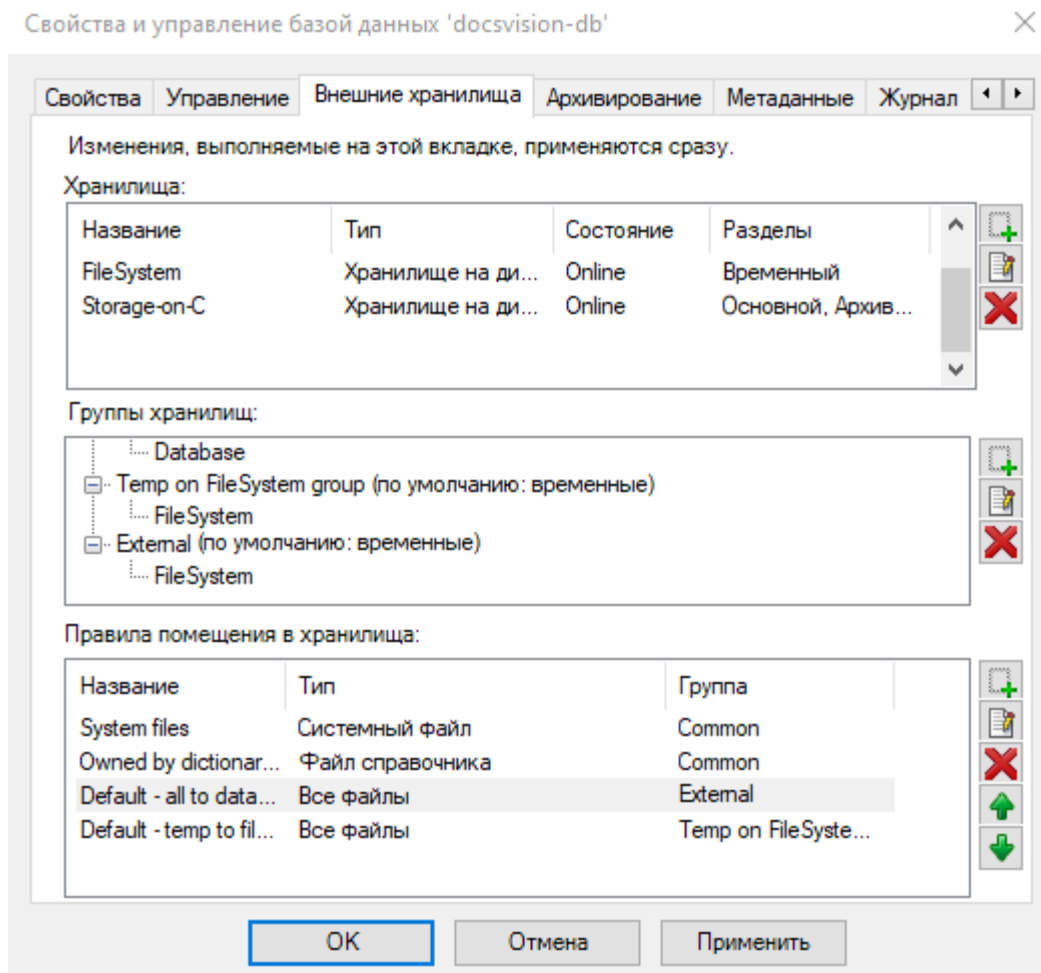 Свойства и управление базой данных 'docsvision-db'
Свойства Управление Внешние хранилища Архивирование Метаданные Журнал
Изменения, выполняемые на этой вкладке, применяются сразу.
Хранилища:
Название Тип Состояние Разделы
FileSystem Хранилище на ди... Online Временный
Storage-on-C Хранилище на ди... Online Основной, Архив...
Группы хранилищ:
Database
Temp on FileSystem group (по умолчанию: временные)
FileSystem
External (по умолчанию: временные)
FileSystem
Правила помещения в хранилища:
Название Тип Группа
System files Системный файл Common
Owned by dictionar... Файл справочника Common
Default - all to data... Все файлы External
Default - temp to fil... Все файлы Temp on FileSyste...
OK Отмена Применить